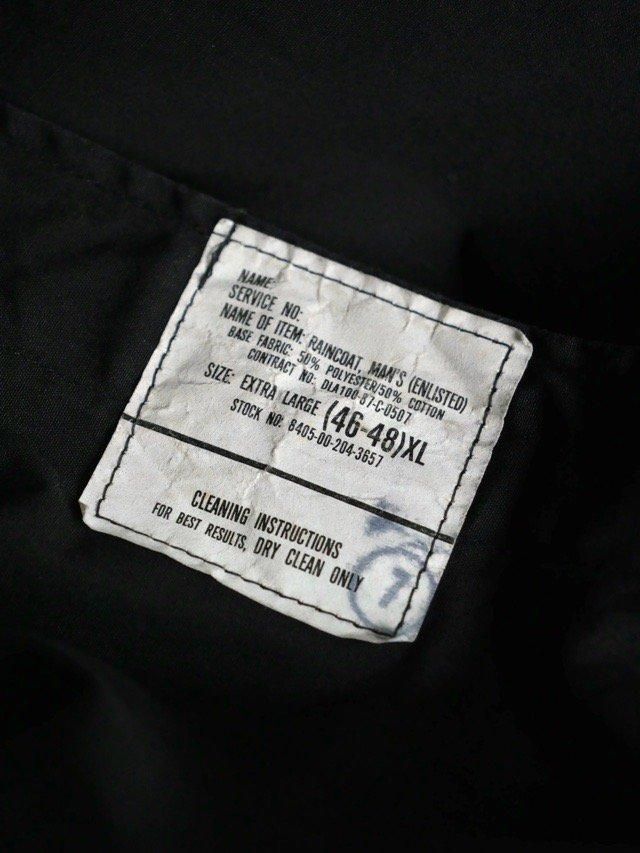 NAME:
SERVICE NO:
NAME OF ITEM: RAINCOAT, MAN'S (ENLISTED)
BASE FABRIC: 50% POLYESTER/50% COTTON
CONTRACT NO: DLA100-87-C-0507
SIZE: EXTRA LARGE (46-48)XL
STOCK NO: 8405-00-204-3657
CLEANING INSTRUCTIONS
FOR BEST RESULTS, DRY CLEAN ONLY
7